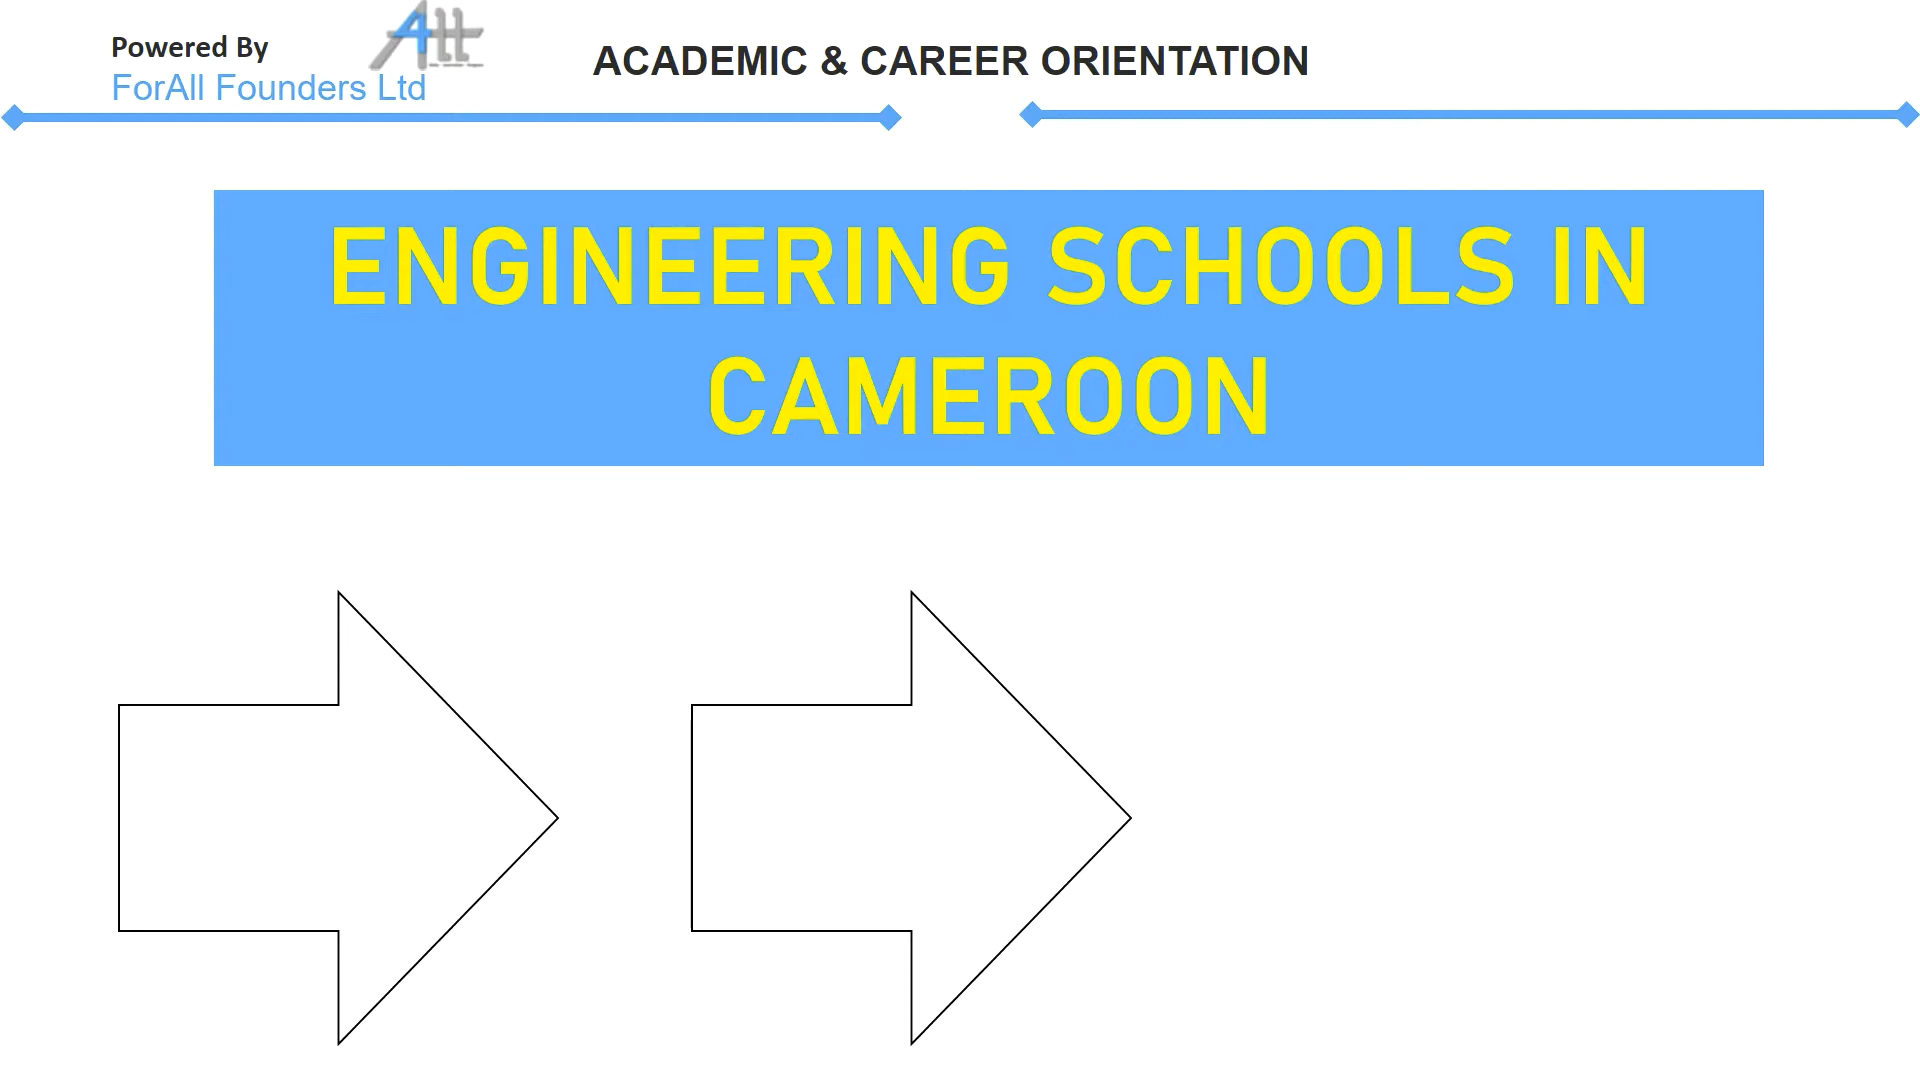 Powered By
ForAll Founders Ltd
ACADEMIC & CAREER ORIENTATION
ENGINEERING SCHOOLS IN
CAMEROON